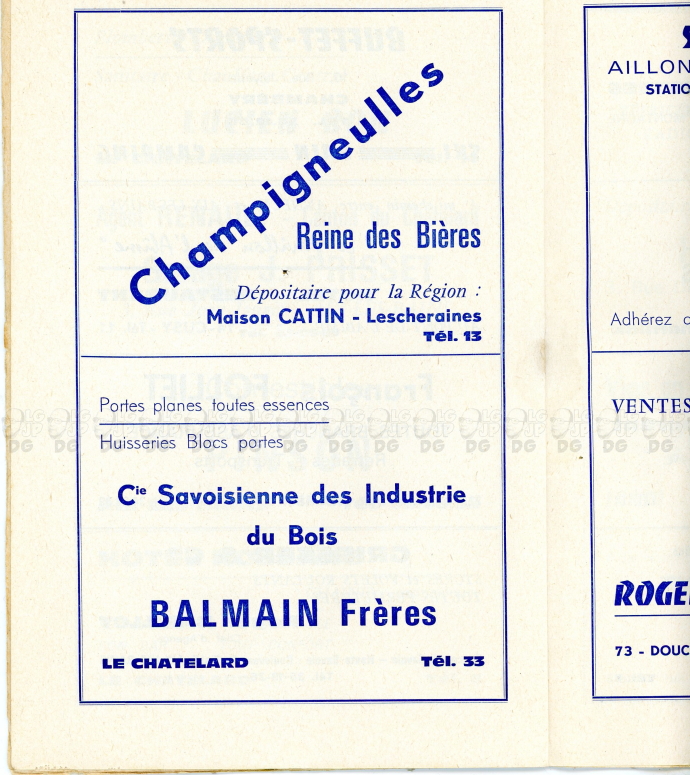 Champigneulles
Reine des Bières
Dépositaire pour la Région :
Maison CATTIN - Lescheraines
Tél. 13
Portes planes toutes essences
Huisseries Blocs portes
Cie Savoisienne des Industrie
du Bois
BALMAIN Frères
LE CHATELARD Tél. 33
AILLON
STATIO
Adhérez
VENTES
ROGE
73 - DOUC